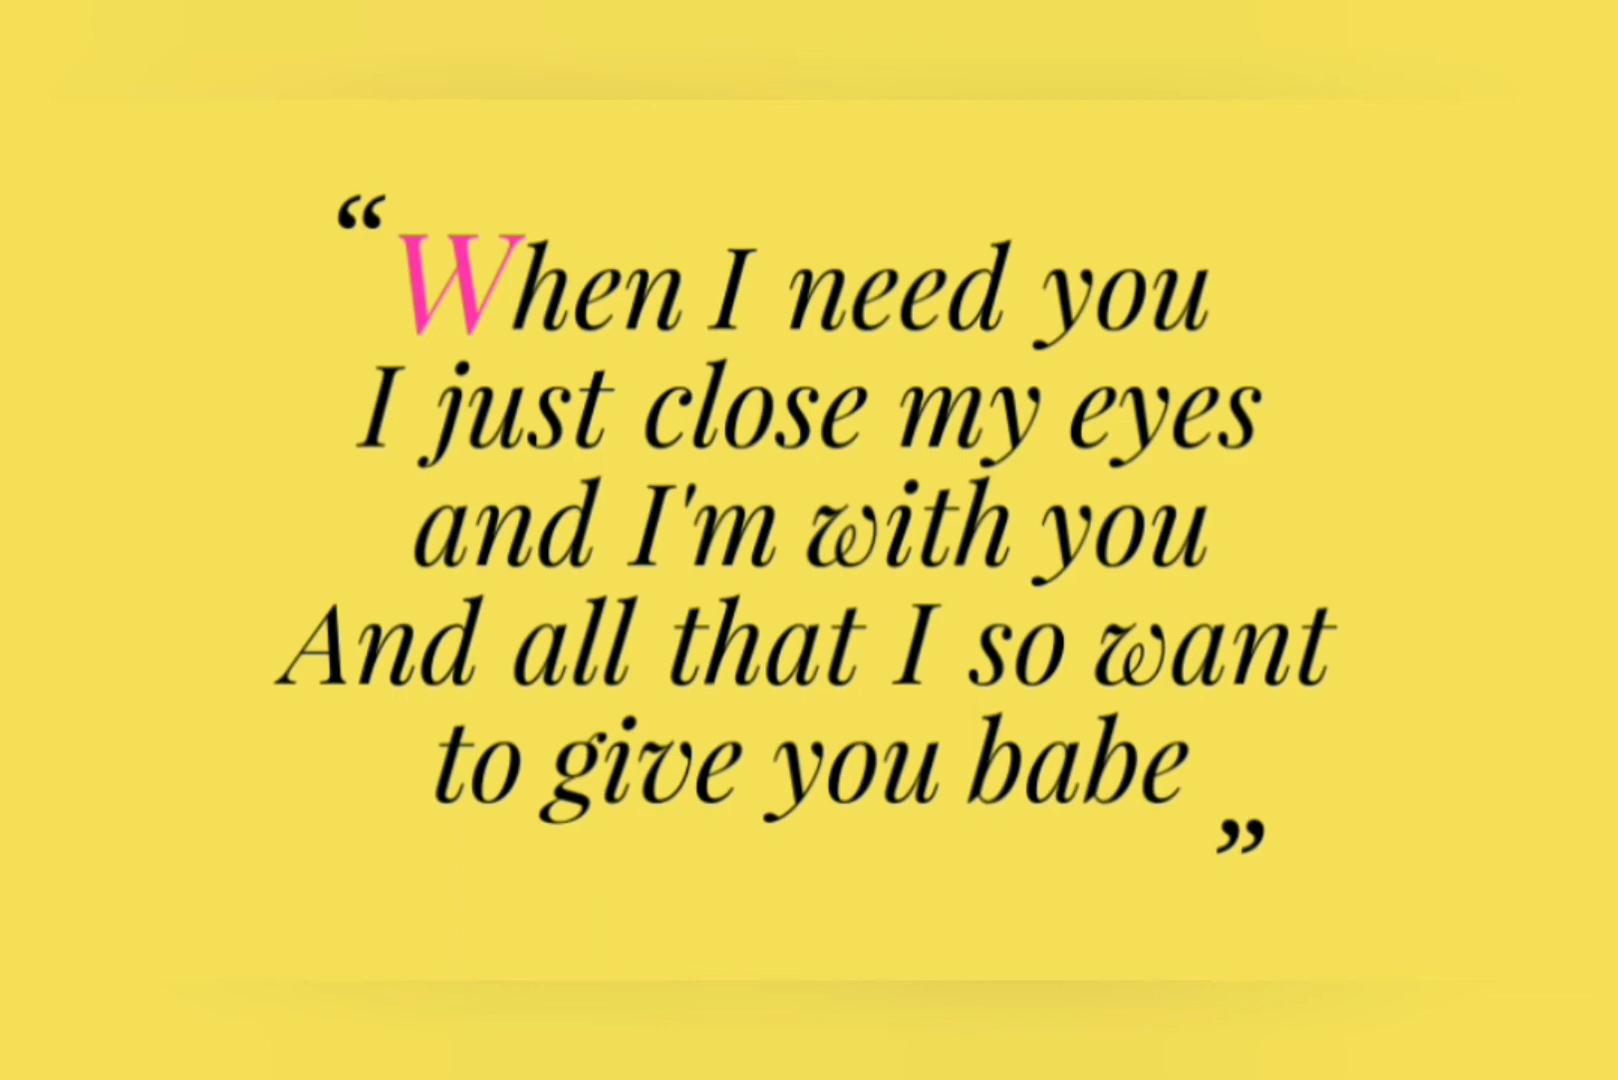 “When I need you
I just close my eyes
and I'm with you
And all that I so want
to give you babe”